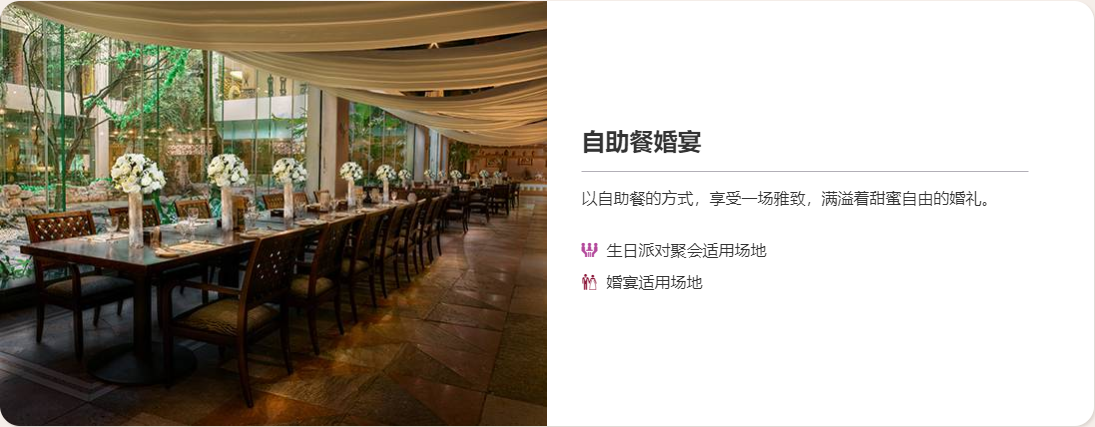 自助餐婚宴
以自助餐的方式，享受一场雅致，满溢着甜蜜自由的婚礼。
生日派对聚会适用场地
婚宴适用场地